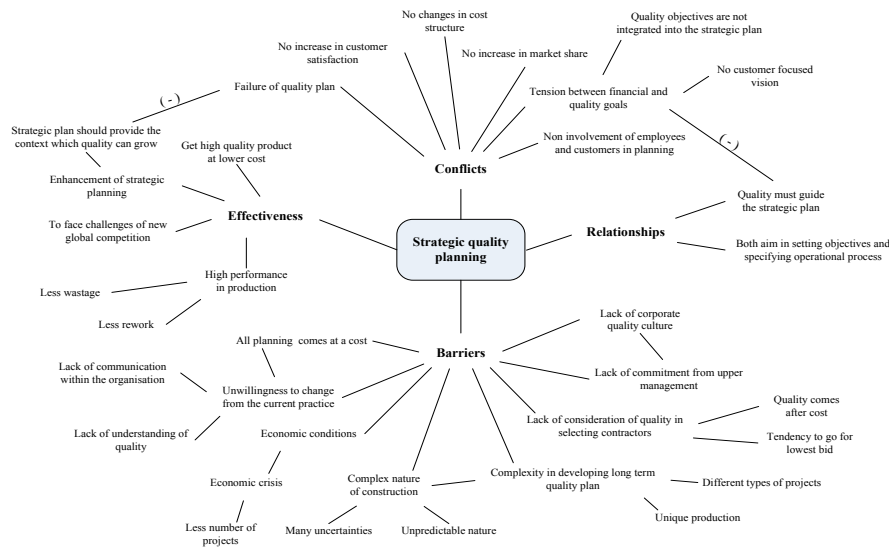 No changes in cost
structure
Quality objectives are not
integrated into the strategic plan
No increase in customer
satisfaction
No increase in market share
No customer focused
vision
Failure of quality plan
Tension between financial and
quality goals
( - )
Strategic plan should provide the
context which quality can grow
Get high quality product
at lower cost
Non involvement of employees
and customers in planning
( - )
Conflicts
Enhancement of strategic
planning
Quality must guide
the strategic plan
Effectiveness
To face challenges of new
global competition
Strategic quality
planning
Relationships
Both aim in setting objectives and
specifying operational process
High performance
in production
Less wastage
Less rework
Lack of corporate
quality culture
All planning comes at a cost
Barriers
Lack of communication
within the organisation
Lack of commitment from upper
management
Unwillingness to change
from the current practice
Quality comes
after cost
Lack of consideration of quality in
selecting contractors
Lack of understanding of
quality
Economic conditions
Tendency to go for
lowest bid
Economic crisis
Complex nature
of construction
Complexity in developing long term
quality plan
Different types of projects
Less number of
projects
Many uncertainties
Unpredictable nature
Unique production